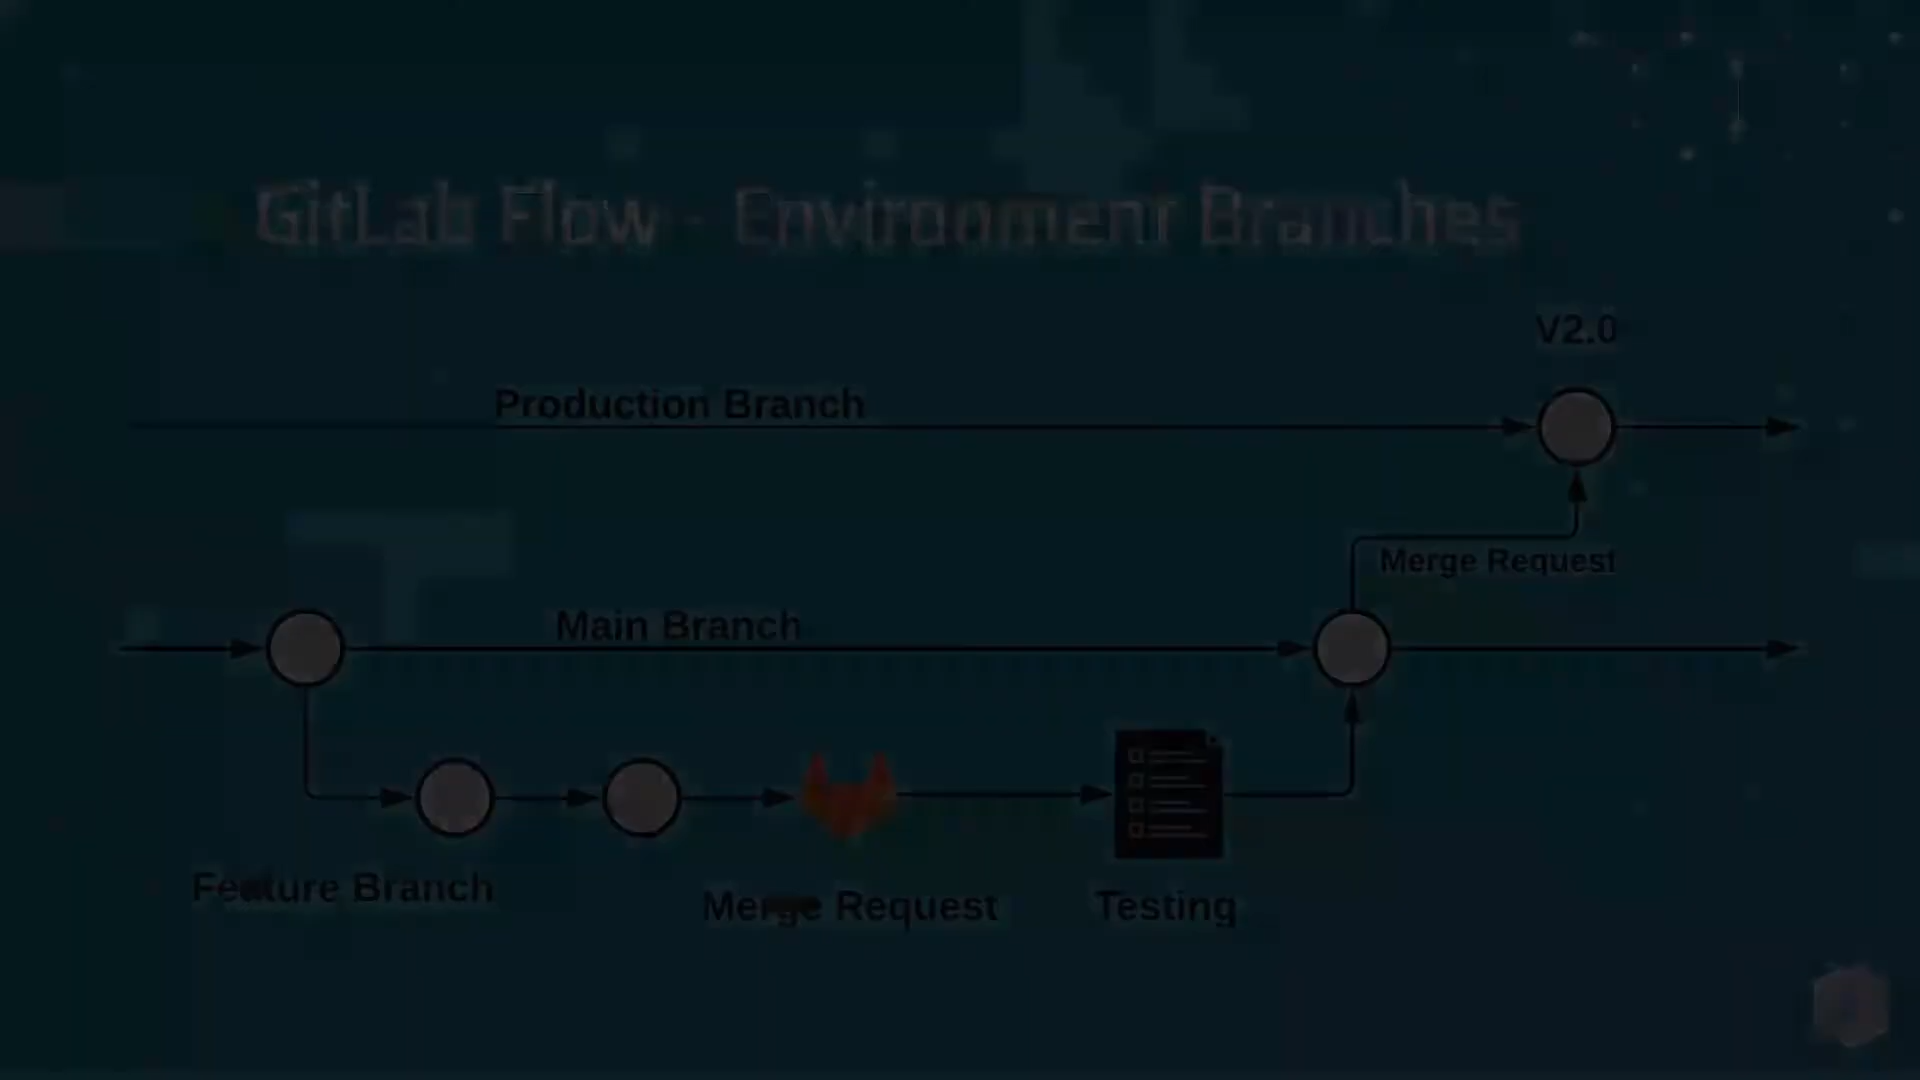 GitLab Flow - Environment Branches
V2.0
Production Branch
Merge Request
Main Branch
Feature Branch
Merge Request
Testing